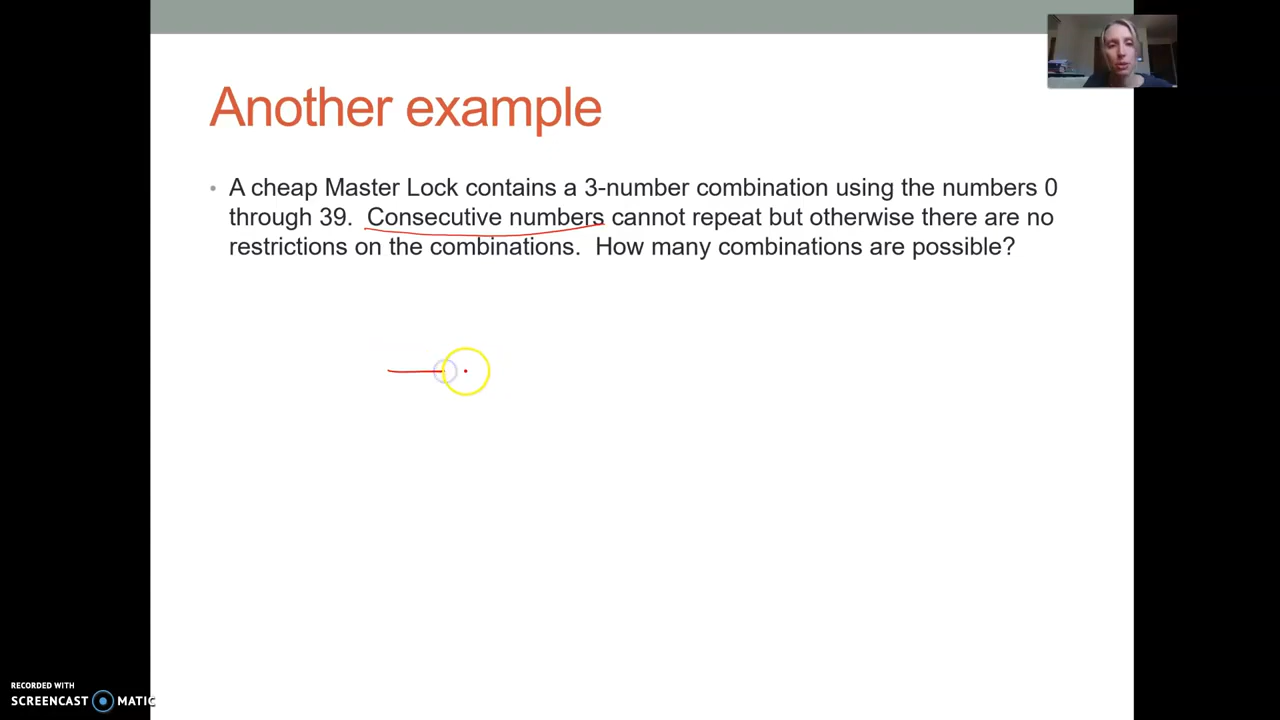 Another example
• A cheap Master Lock contains a 3-number combination using the numbers 0
through 39. Consecutive numbers cannot repeat but otherwise there are no
restrictions on the combinations. How many combinations are possible?
RECORDED WITH
SCREENCAST MATIC